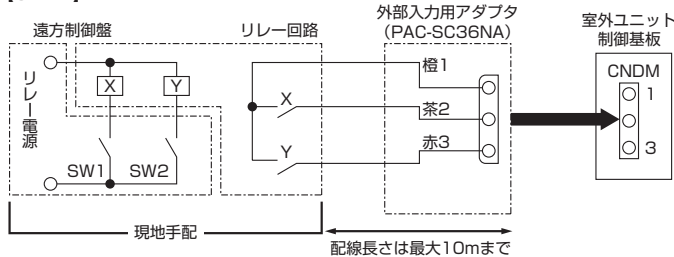 外部入力用アダプタ
（PAC-SC36NA）
室外ユニット
制御基板
遠方制御盤
リレー回路
リレー電源
X
Y
SW1
SW2
X
Y
橙1
茶2
赤3
CNDM
1
3
現地手配
配線長さは最大10mまで